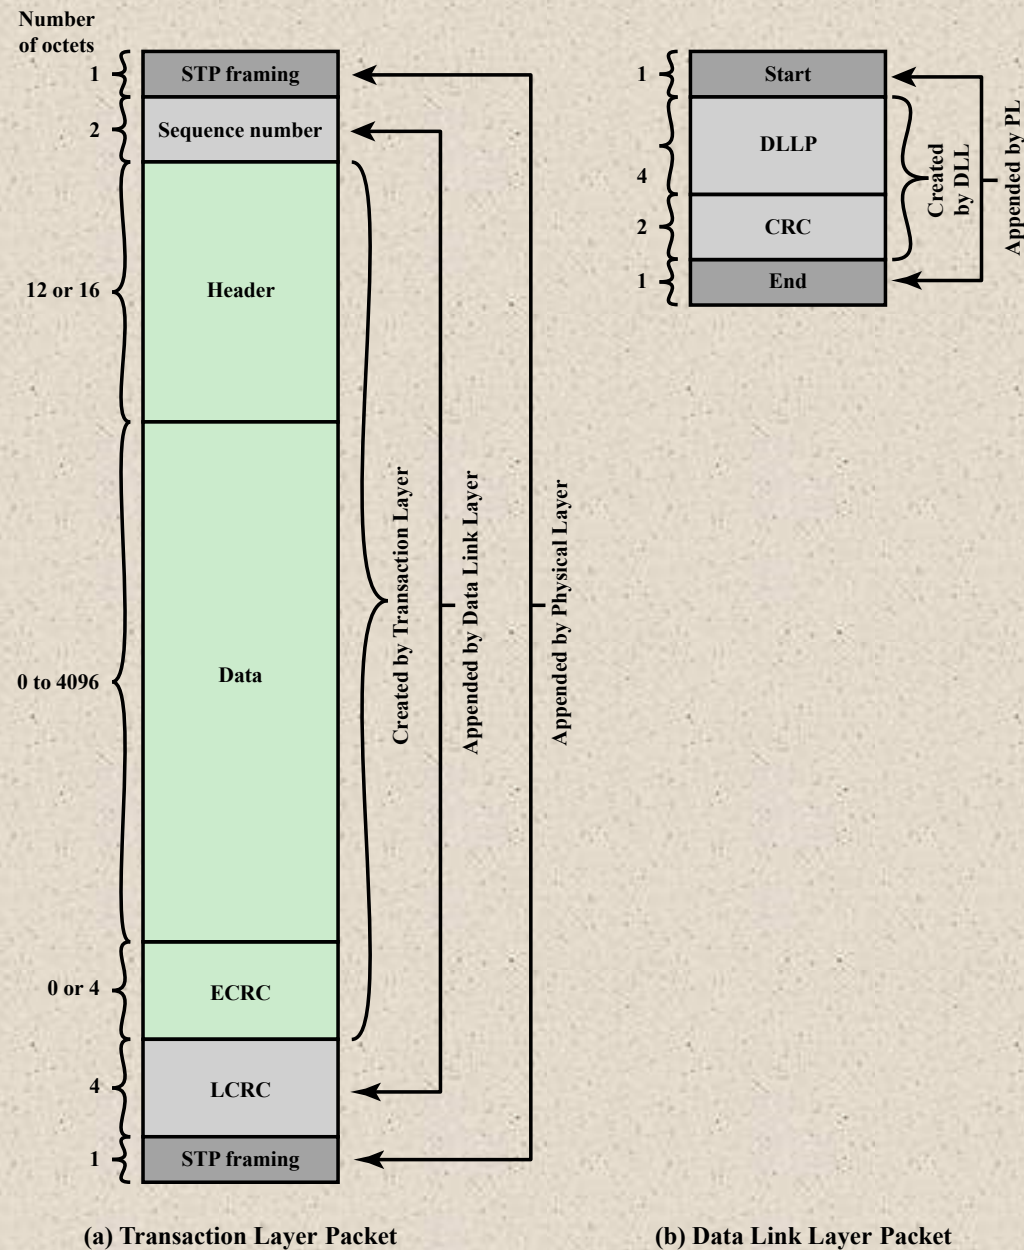 Number
of octets
1
STP framing
2
Sequence number
12 or 16
Header
0 to 4096
Data
0 or 4
ECRC
4
LCRC
1
STP framing
Created by Transaction Layer
Appended by Data Link Layer
Appended by Physical Layer
(a) Transaction Layer Packet
1
Start
4
DLLP
2
CRC
1
End
Created
by DLL
Appended by PL
(b) Data Link Layer Packet